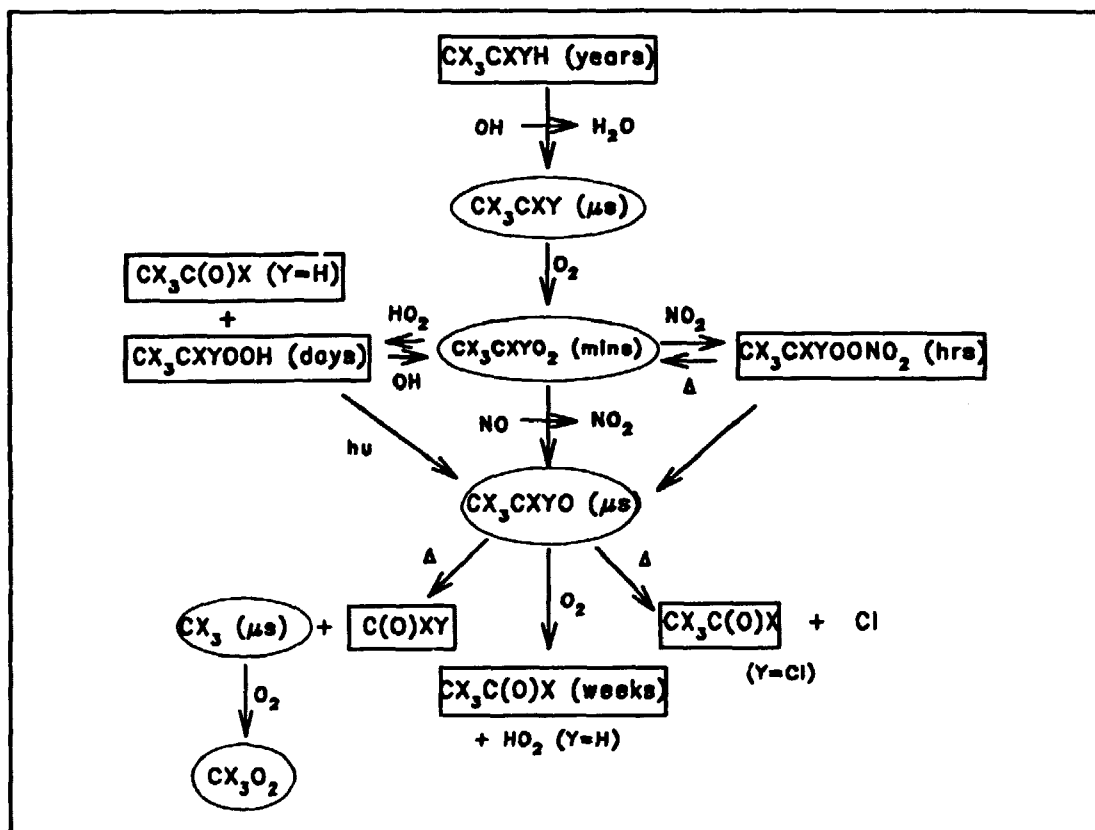 CX₃CXYH (years)
OH → H₂O
CX₃CXY (μs)
O₂
CX₃C(O)X (Y=H)
+
CX₃CXYOOH (days)
HO₂
OH
CX₃CXYO₂ (mins)
NO₂
Δ
CX₃CXYOONO₂ (hrs)
NO → NO₂
hυ
CX₃CXYO (μs)
Δ
O₂
Δ
CX₃ (μs) + C(O)XY
CX₃C(O)X + Cl
(Y=Cl)
CX₃C(O)X (weeks)
+ HO₂ (Y=H)
O₂
CX₃O₂